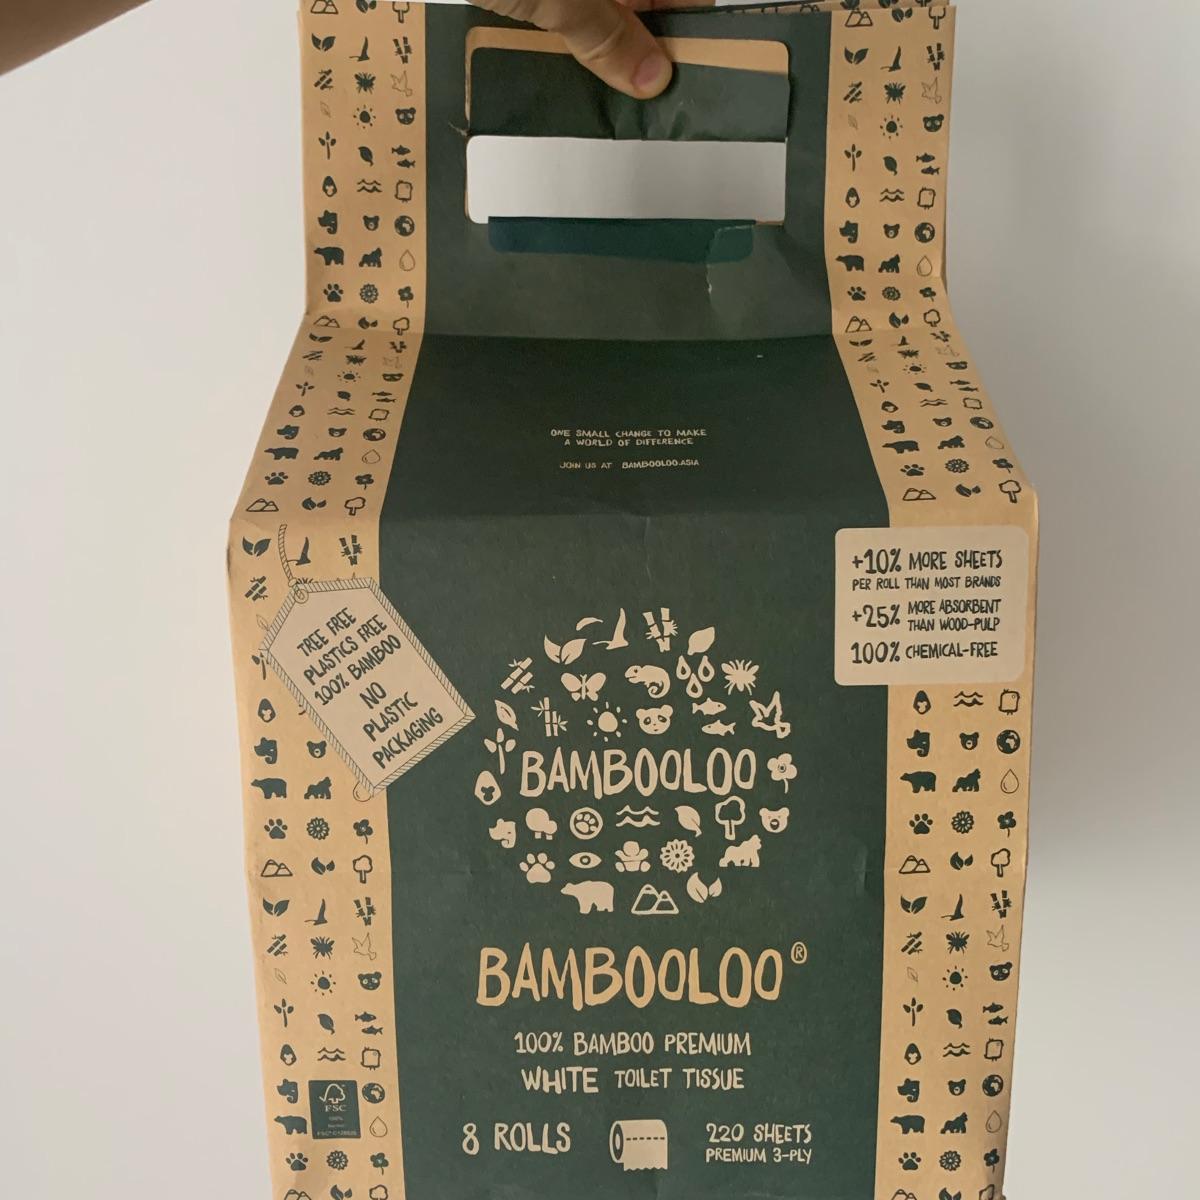 ONE SMALL CHANGE TO MAKE
A WORLD OF DIFFERENCE
JOIN US AT BAMBOOLOO.ASIA
+10% MORE SHEETS
PER ROLL THAN MOST BRANDS
+25% MORE ABSORBENT
THAN WOOD-PULP
100% CHEMICAL-FREE
TREE FREE
PLASTICS FREE
100% BAMBOO
NO
PLASTIC
PACKAGING
BAMBOOLOO
BAMBOOLOO®
100% BAMBOO PREMIUM
WHITE TOILET TISSUE
8 ROLLS
220 SHEETS
PREMIUM 3-PLY
FSC
100%